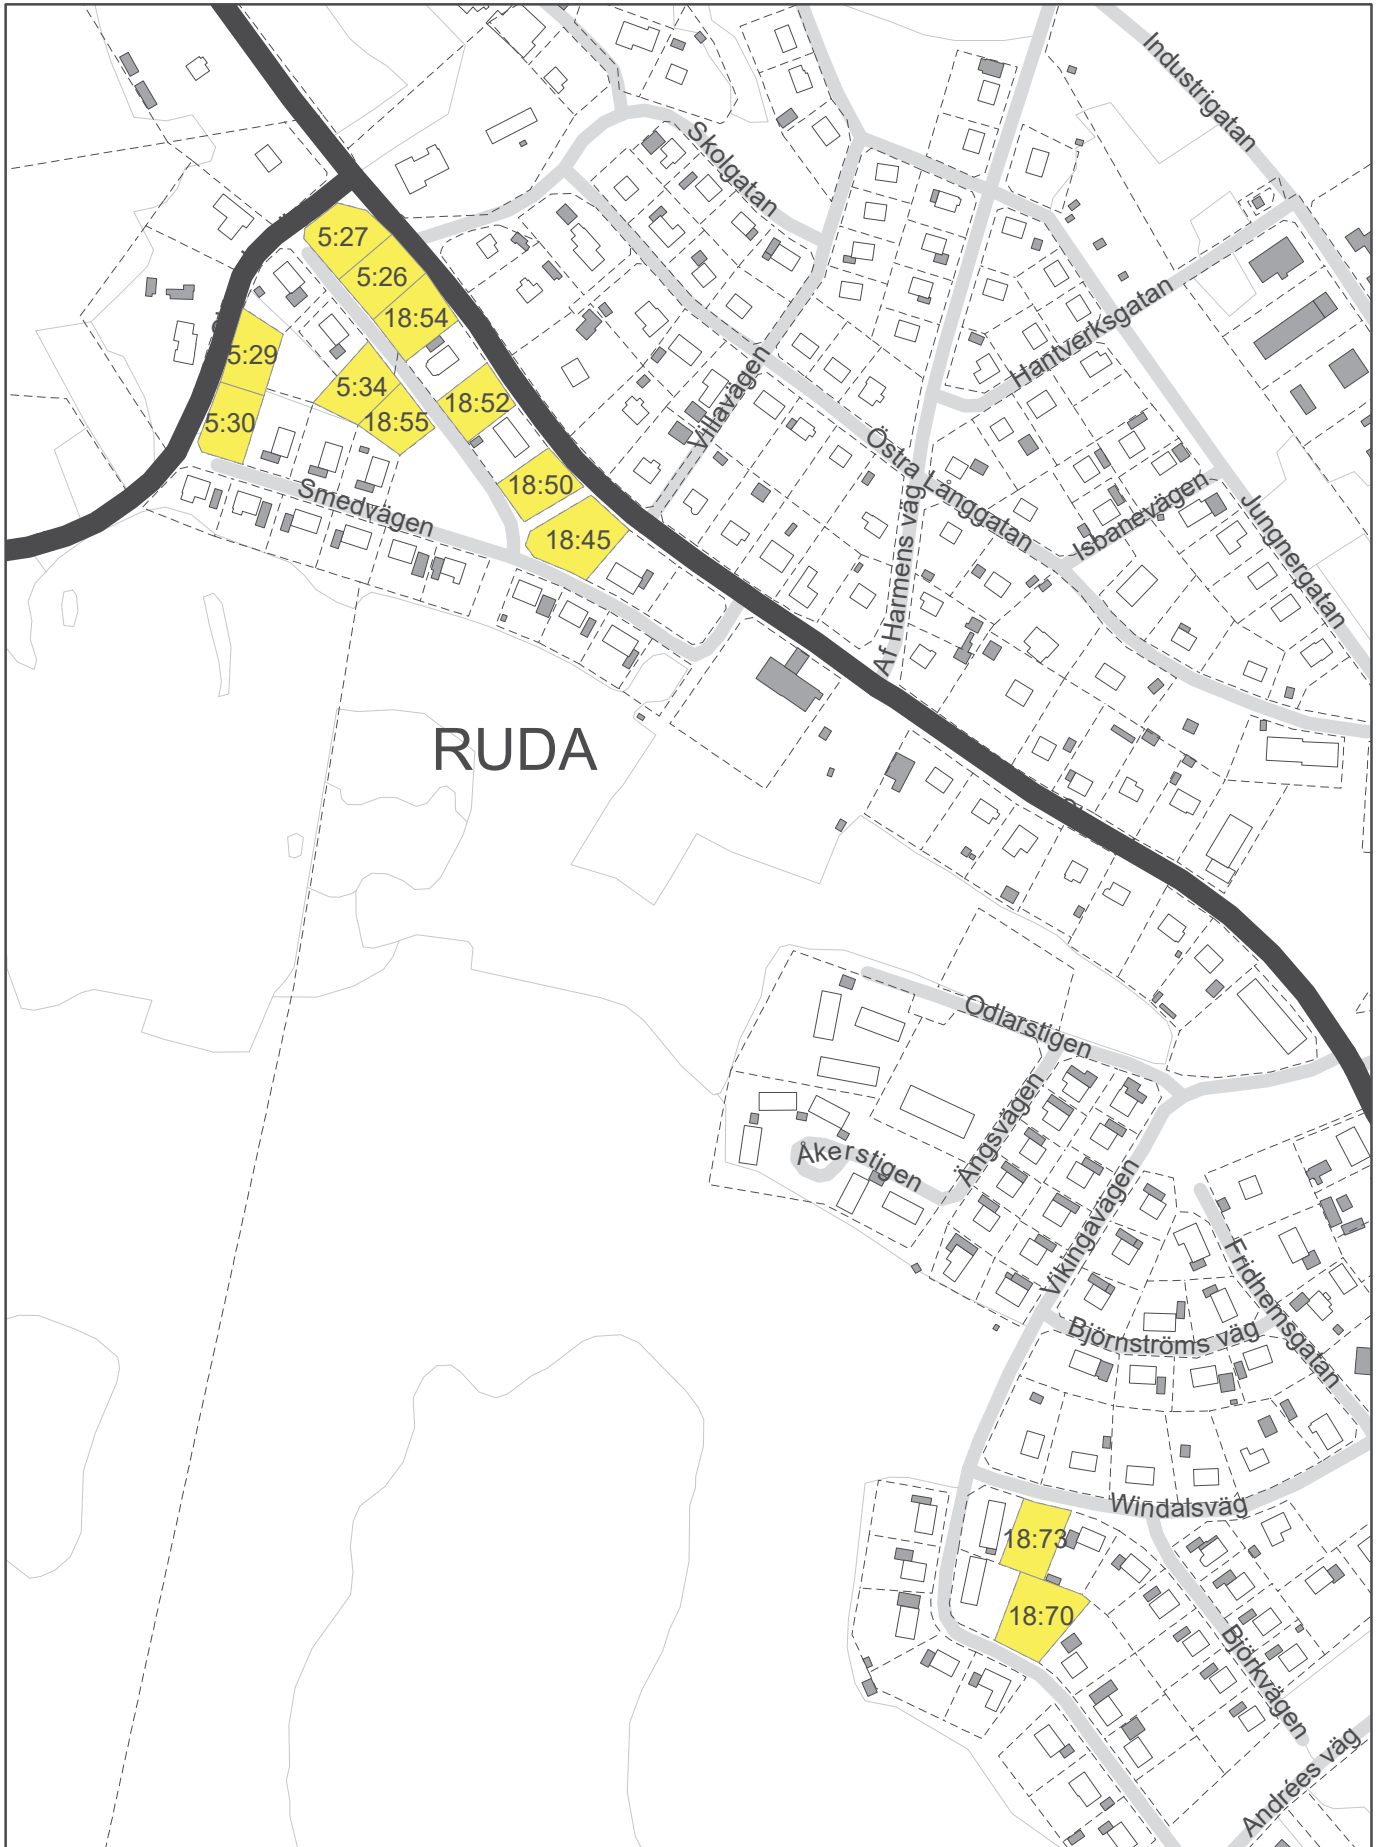 Industrigatan
Skolgatan
5:27
5:26
18:54
Hantverksgatan
5:29
5:34
18:52
18:55
5:30
Villavägen
Östra Långgatan
Smedvägen
18:50
18:45
Af Harmens väg
Isbanevägen
Jungnergatan
RUDA
Odlarstigen
Ängsvägen
Åkerstigen
Vikingavägen
Fridhemsgatan
Björnströms väg
Windalsväg
18:73
18:70
Björkvägen
Andrées väg